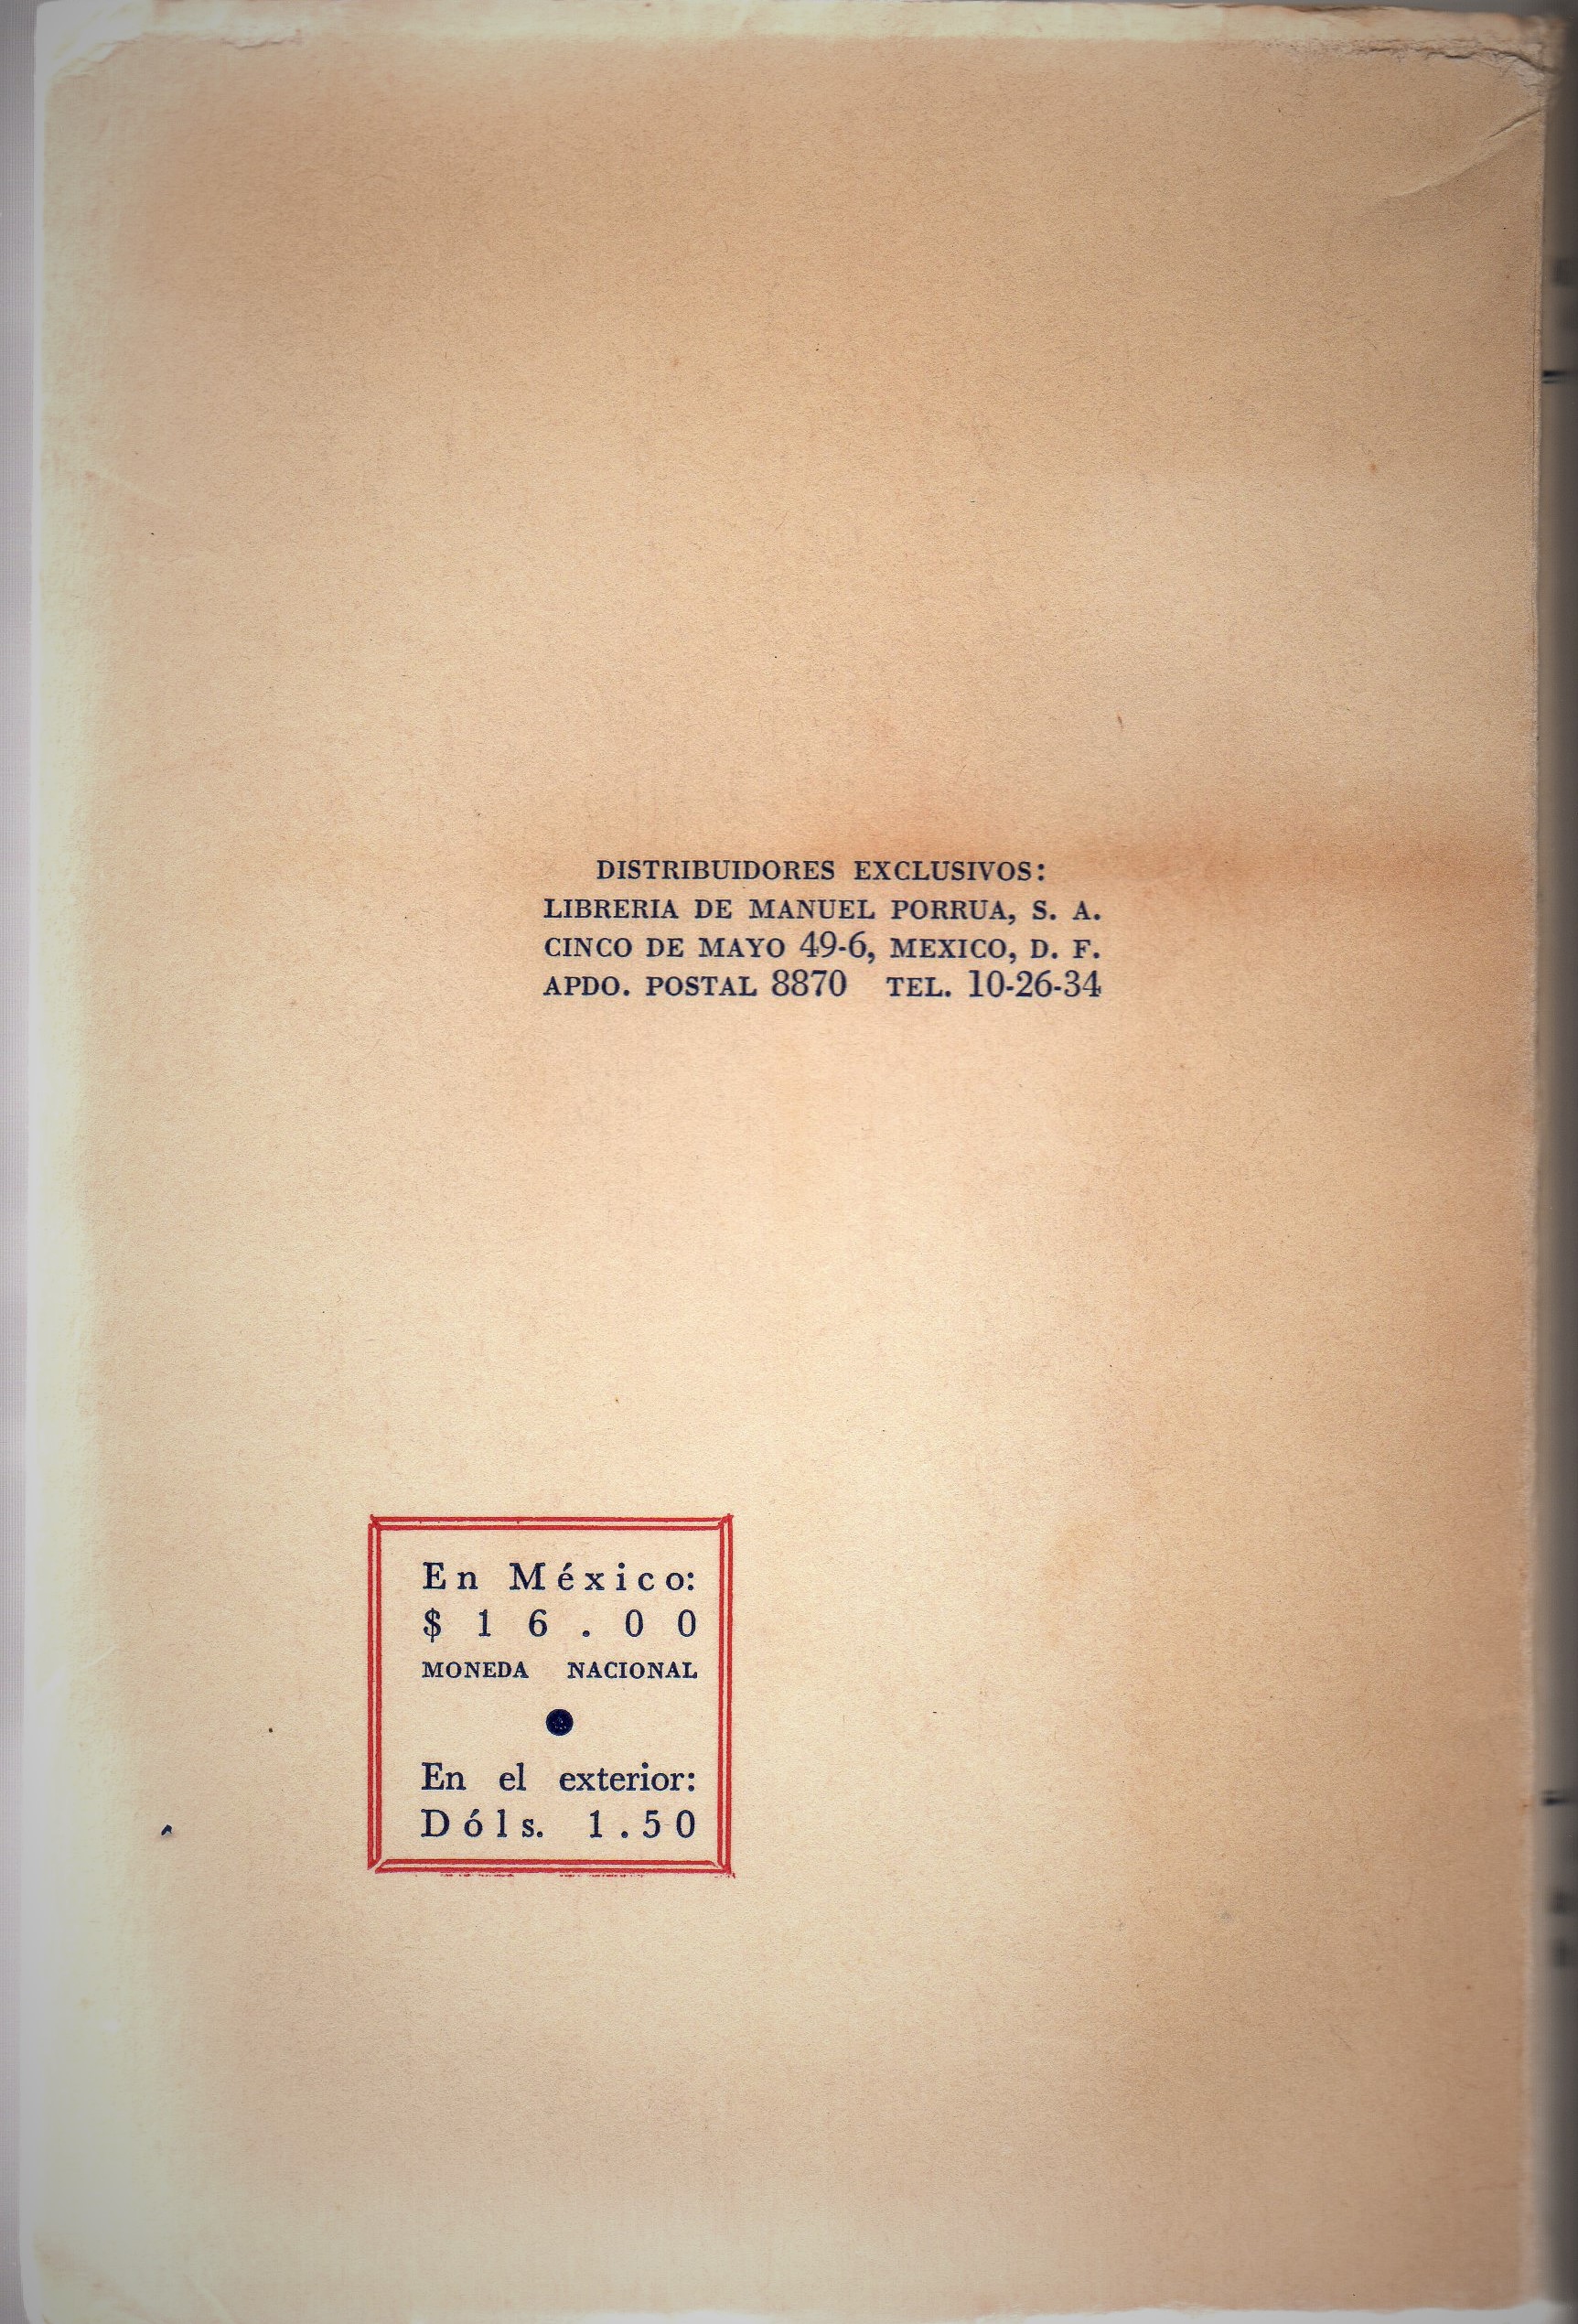 DISTRIBUIDORES EXCLUSIVOS:
LIBRERIA DE MANUEL PORRUA, S. A.
CINCO DE MAYO 49-6, MEXICO, D. F.
APDO. POSTAL 8870 TEL. 10-26-34
En México:
$16.00
MONEDA NACIONAL
En el exterior:
Dóls. 1.50